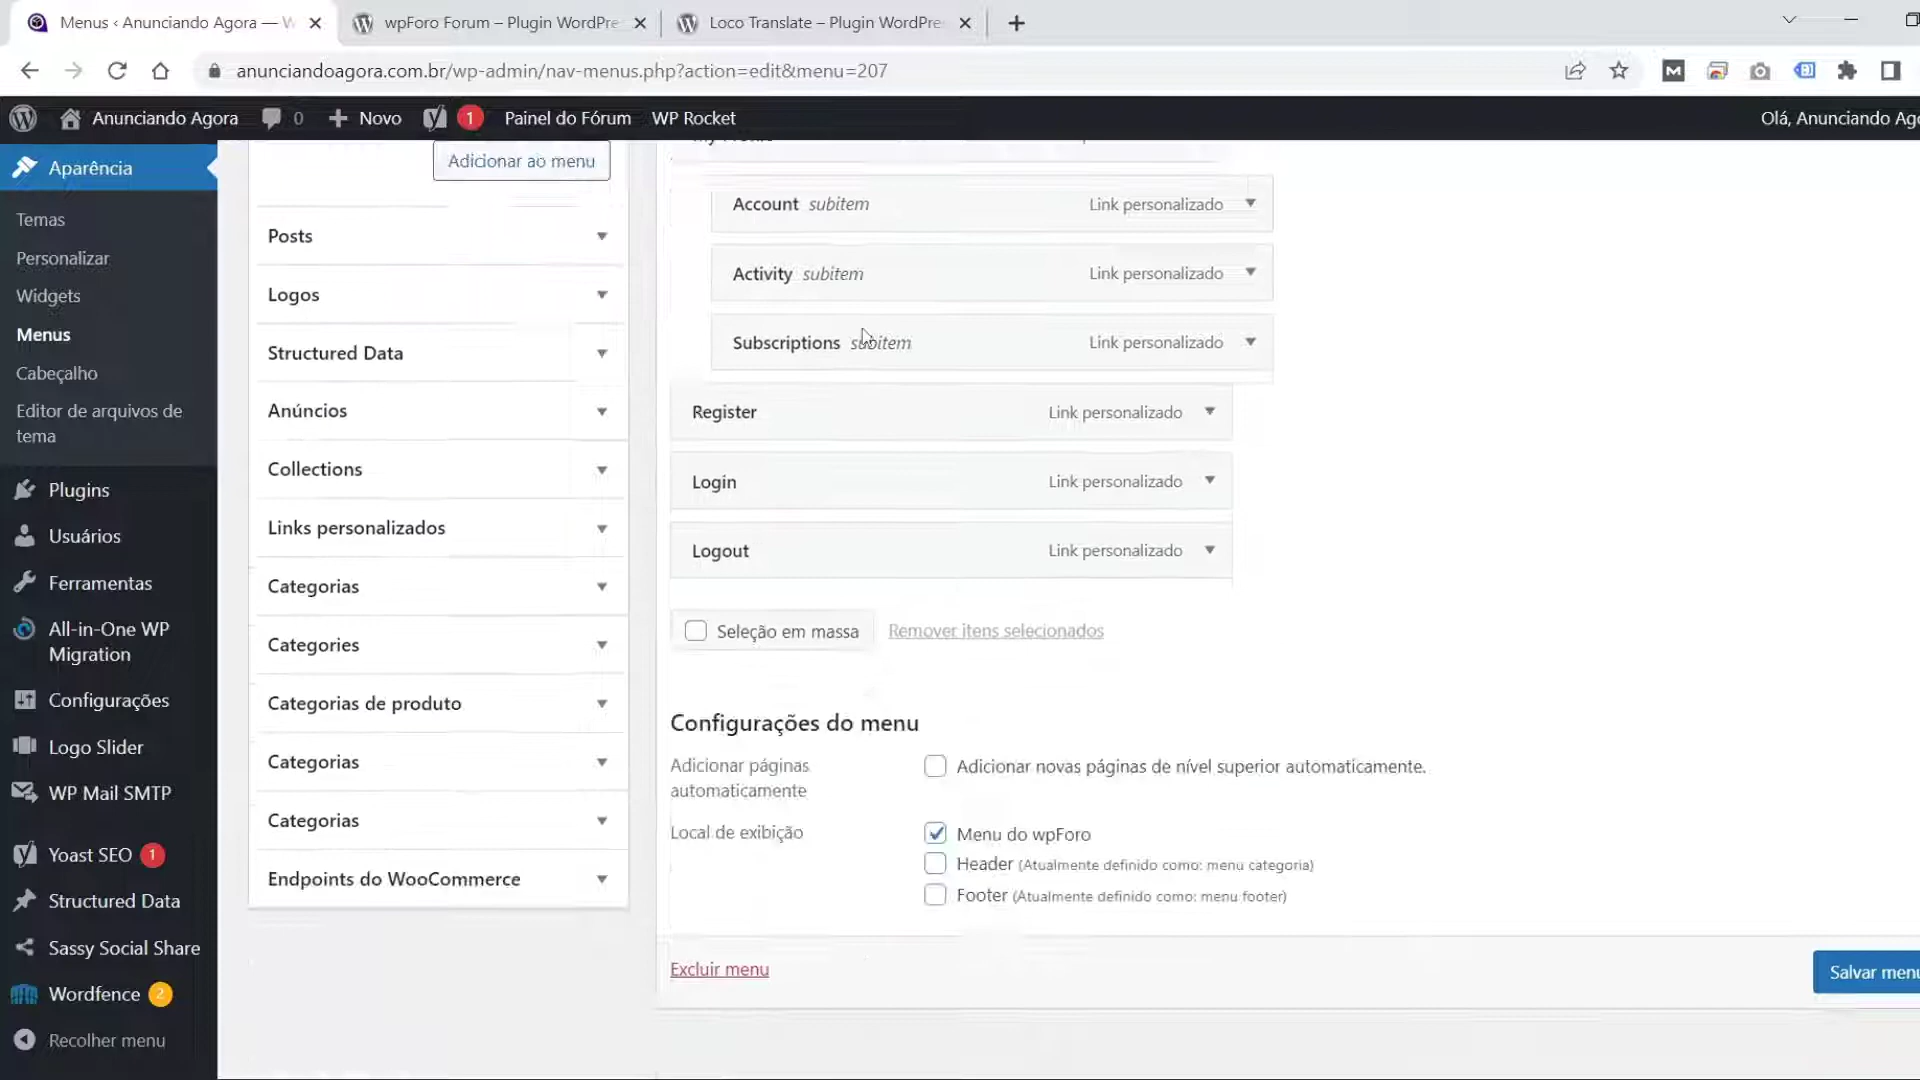 Menus ‹ Anunciando Agora — W
wpForo Forum – Plugin WordPre
Loco Translate – Plugin WordPre
anunciandoagora.com.br/wp-admin/nav-menus.php?action=edit&menu=207
Anunciando Agora
0
Novo
1
Painel do Fórum
WP Rocket
Olá, Anunciando Ago
Aparência
Temas
Personalizar
Widgets
Menus
Cabeçalho
Editor de arquivos de
tema
Plugins
Usuários
Ferramentas
All-in-One WP
Migration
Configurações
Logo Slider
WP Mail SMTP
Yoast SEO 1
Structured Data
Sassy Social Share
Wordfence 2
Recolher menu
Adicionar ao menu
Posts
Logos
Structured Data
Anúncios
Collections
Links personalizados
Categorias
Categories
Categorias de produto
Categorias
Categorias
Endpoints do WooCommerce
Account subitem Link personalizado
Activity subitem Link personalizado
Subscriptions subitem Link personalizado
Register Link personalizado
Login Link personalizado
Logout Link personalizado
Seleção em massa Remover itens selecionados
Configurações do menu
Adicionar páginas
automaticamente
Adicionar novas páginas de nível superior automaticamente.
Local de exibição
Menu do wpForo
Header (Atualmente definido como: menu categoria)
Footer (Atualmente definido como: menu footer)
Excluir menu
Salvar menu